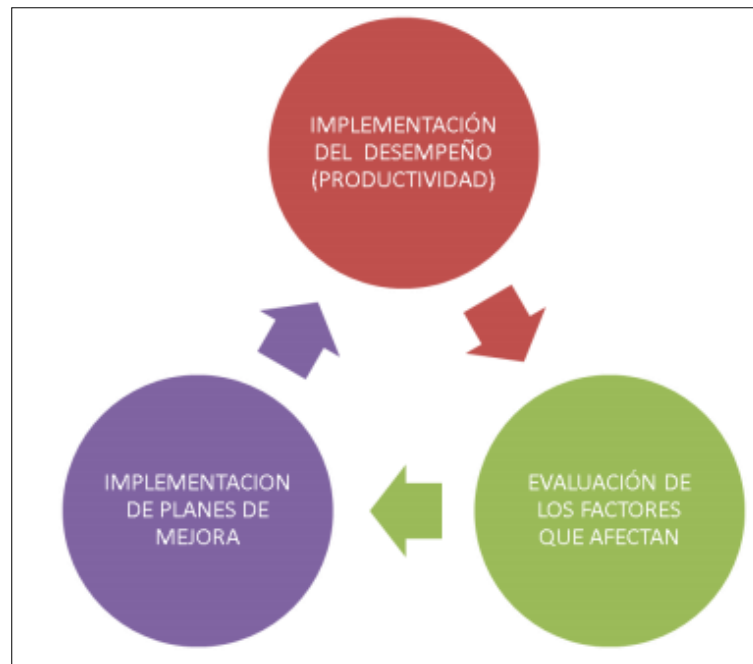 IMPLEMENTACIÓN
DEL DESEMPEÑO
(PRODUCTIVIDAD)
EVALUACIÓN DE
LOS FACTORES
QUE AFECTAN
IMPLEMENTACION
DE PLANES DE
MEJORA